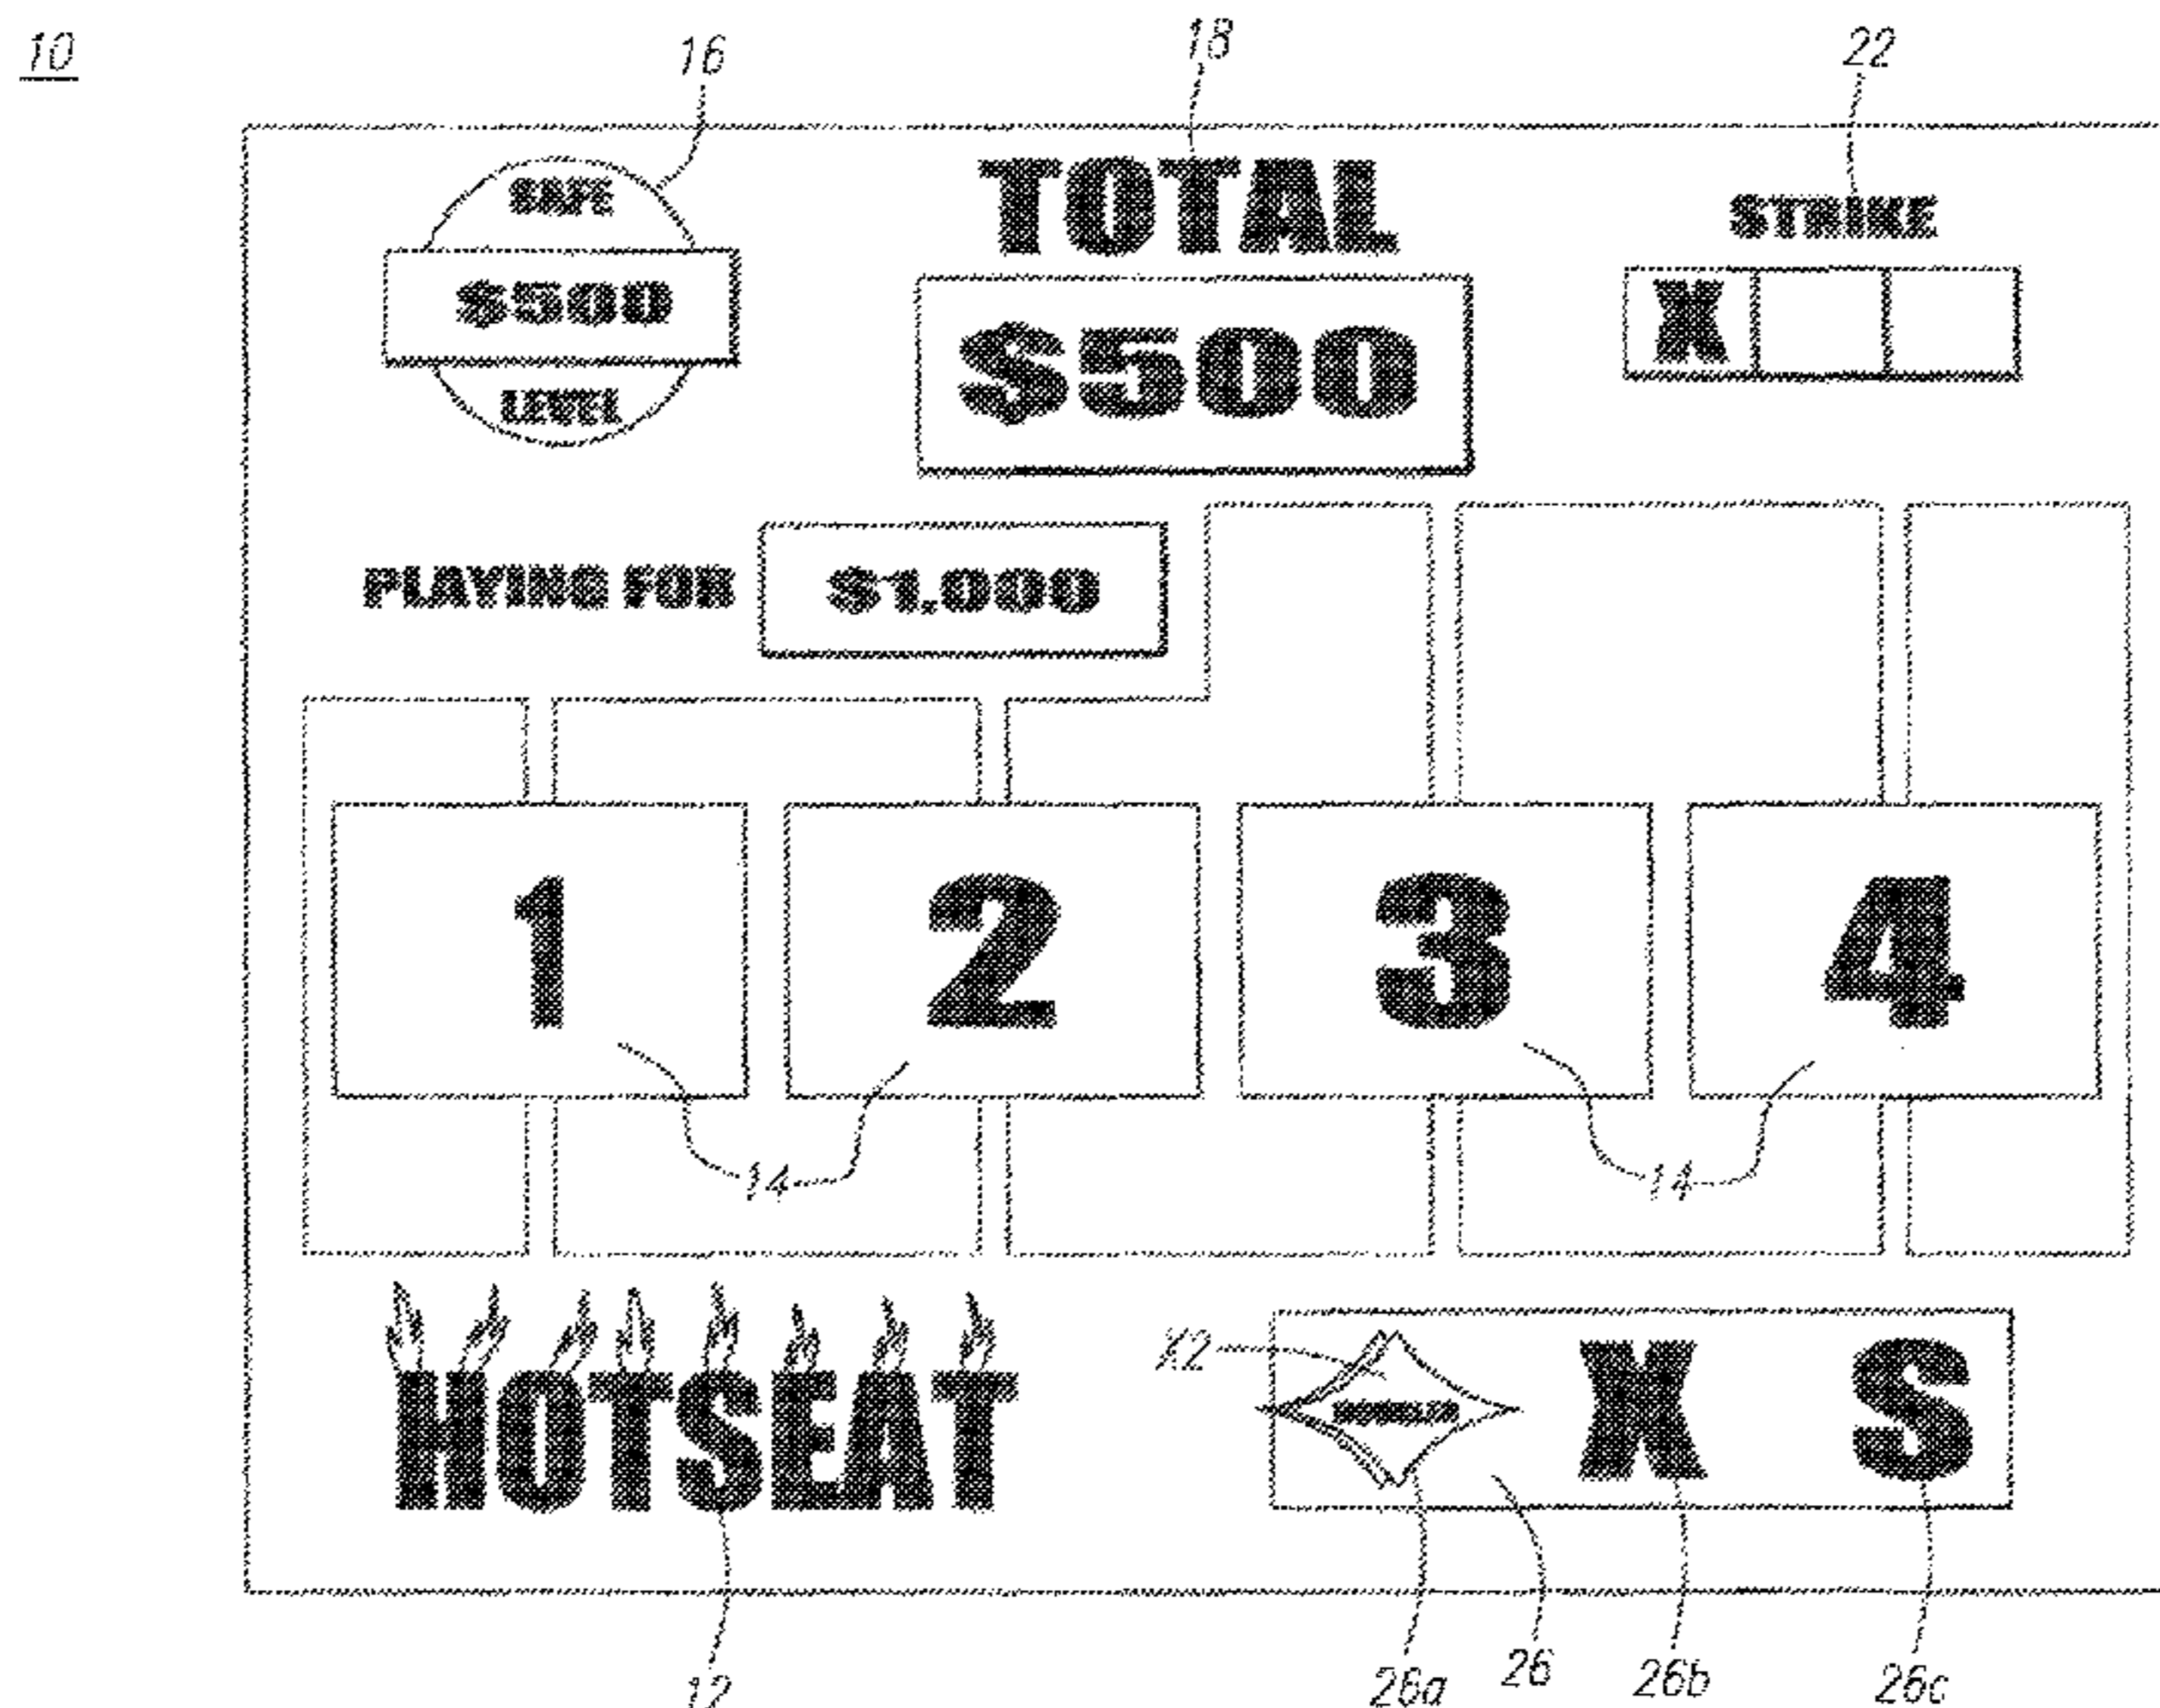 10
16
18
22
SAFE
$500
LEVEL
TOTAL
$500
STRIKE
X
PLAYING FOR
$1,000
1
2
3
4
14
14
HOTSEAT
X2
X
S
12
26a
26
26b
26c